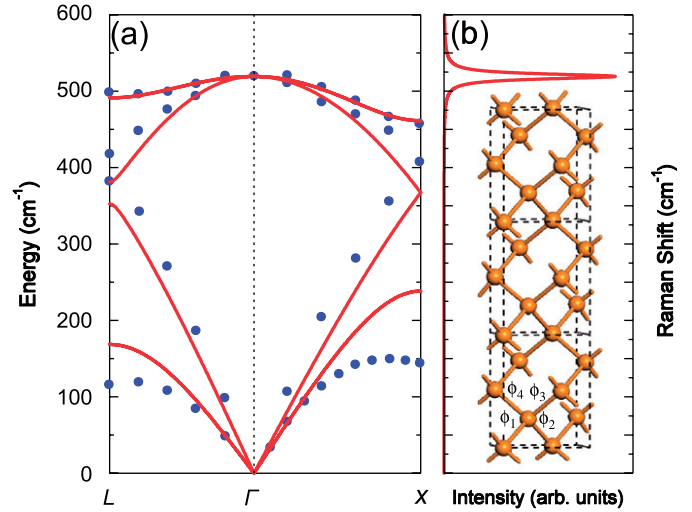 (a)
(b)
600
500
400
300
200
100
0
Energy (cm⁻¹)
L
Γ
X
ϕ₄ ϕ₃
ϕ₁ ϕ₂
Intensity (arb. units)
Raman Shift (cm⁻¹)